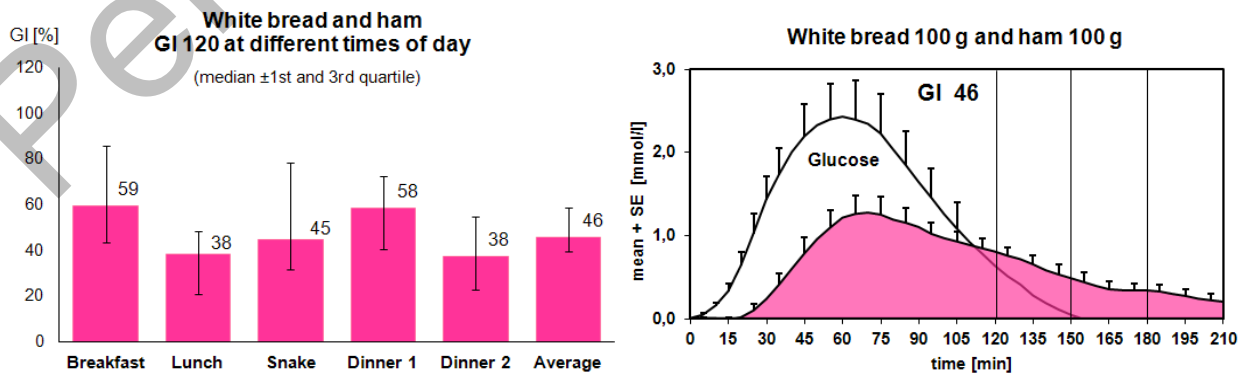 White bread and ham
GI 120 at different times of day
(median ±1st and 3rd quartile)
GI [%]
120
100
80
60
40
20
0
59
38
45
58
38
46
Breakfast Lunch Snake Dinner 1 Dinner 2 Average
White bread 100 g and ham 100 g
GI 46
Glucose
mean + SE [mmol/l]
3,0
2,0
1,0
0,0
0 15 30 45 60 75 90 105 120 135 150 165 180 195 210
time [min]
Per